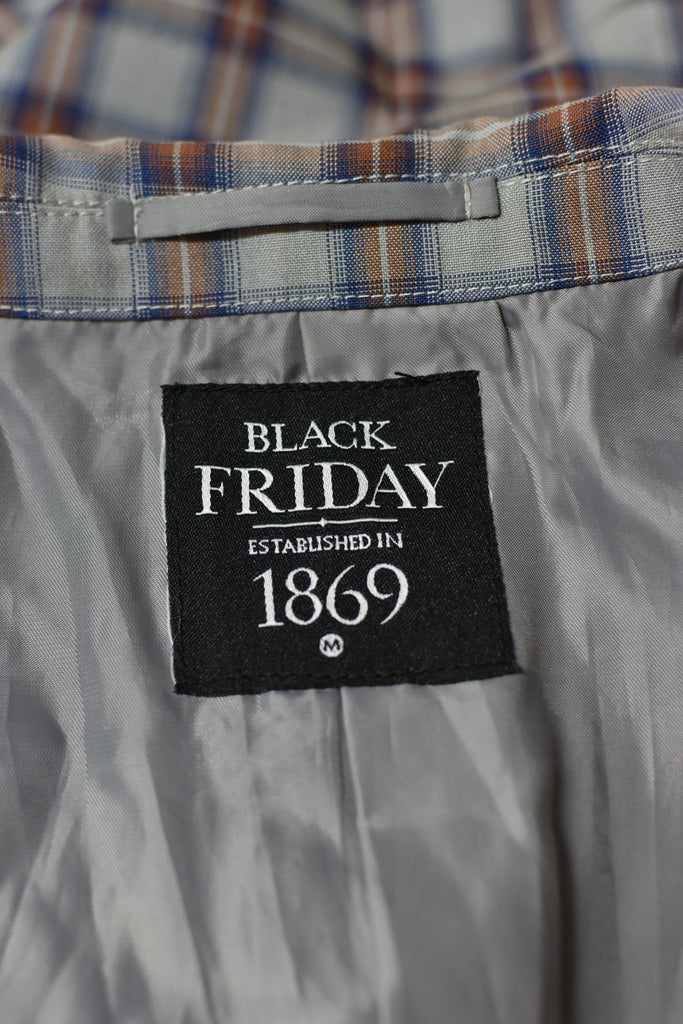 BLACK
FRIDAY
ESTABLISHED IN
1869
M